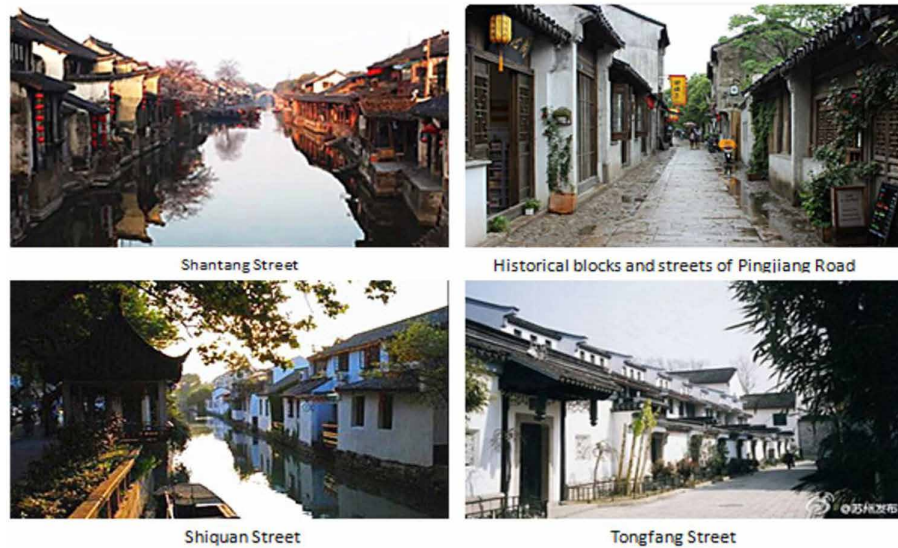 Shantang Street
Historical blocks and streets of Pingjiang Road
Shiquan Street
@苏州发布
Tongfang Street